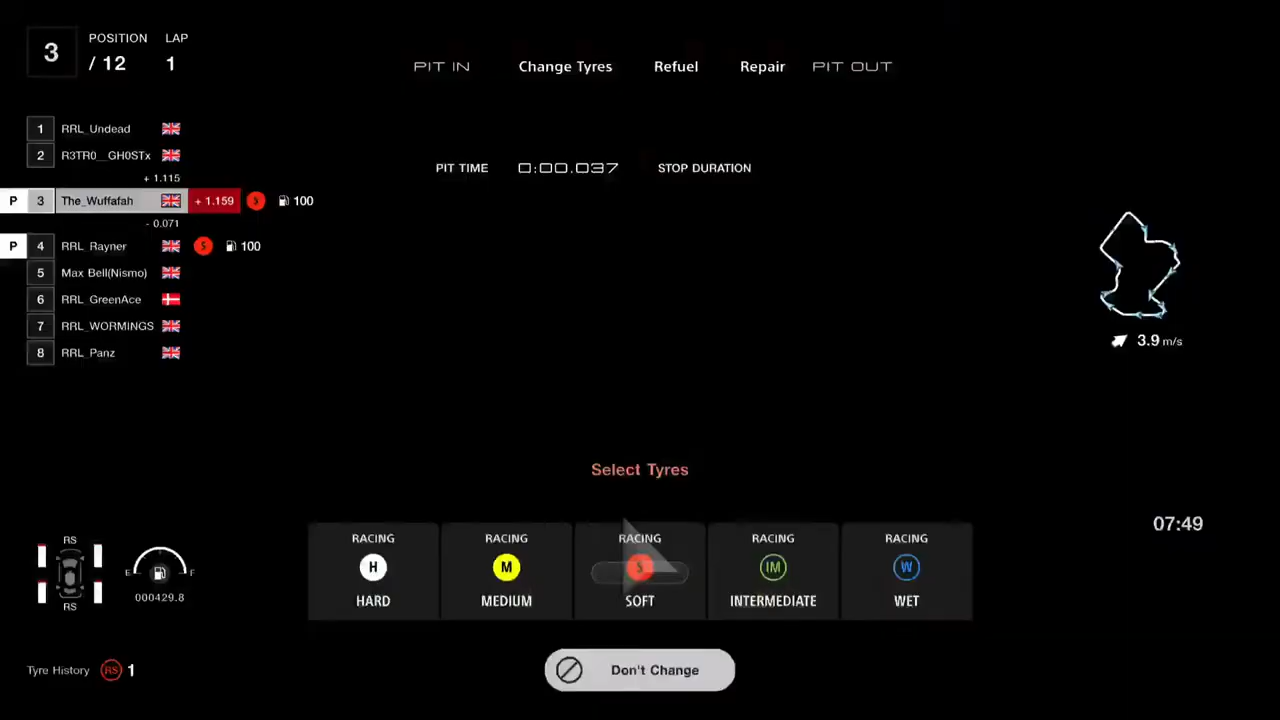 3 POSITION LAP
/ 12 1
PIT IN Change Tyres Refuel Repair PIT OUT
1 RRL_Undead
2 R3TR0__GH0STx
+ 1.115
PIT TIME 0:00.037 STOP DURATION
P 3 The_Wuffafah + 1.159 S 100
- 0.071
P 4 RRL_Rayner S 100
5 Max Bell(Nismo)
6 RRL_GreenAce
7 RRL_WORMINGS
8 RRL_Panz
3.9 m/s
Select Tyres
07:49
RS
E F
000429.8
RS
RACING RACING RACING RACING RACING
H M S IM W
HARD MEDIUM SOFT INTERMEDIATE WET
Tyre History RS 1
Don't Change